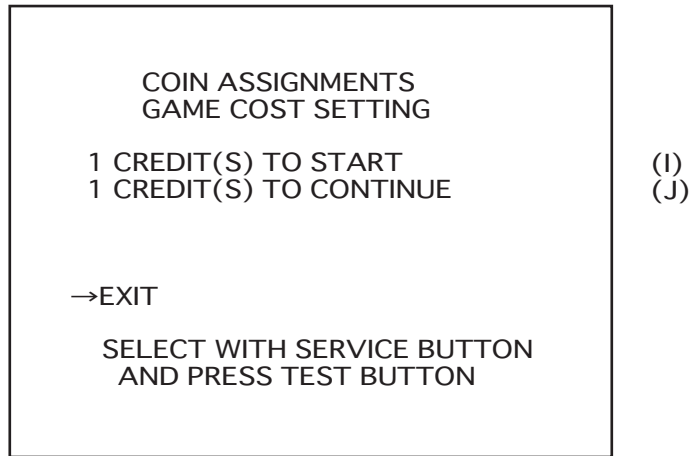 COIN ASSIGNMENTS
GAME COST SETTING
1 CREDIT(S) TO START (I)
1 CREDIT(S) TO CONTINUE (J)
→EXIT
SELECT WITH SERVICE BUTTON
AND PRESS TEST BUTTON